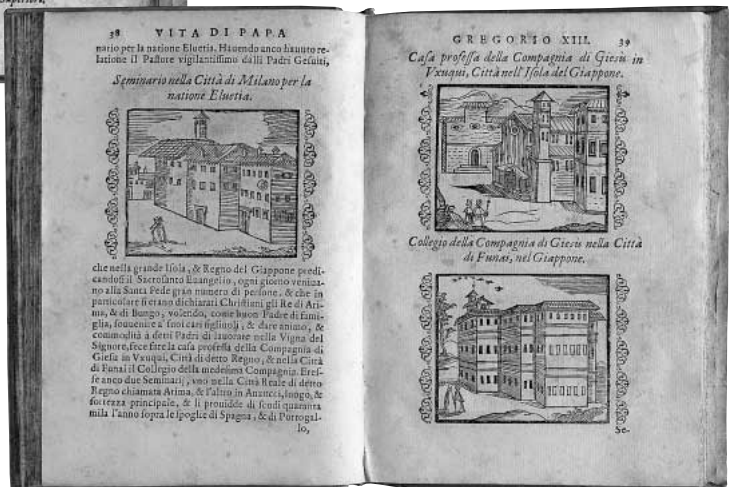 38 VITA DI PAPA
nario per la natione Eluetia. Hauendo anco hauuto re-
latione il Pastore vigilantissimo dalli Padri Gesuiti,
Seminario nella Città di Milano per la
natione Eluetia.
che nella grande Isola, & Regno del Giappone predi-
candosi il Sacrosanto Euangelio, ogni giorno veniua-
no alla Santa Fede gran numero di persone, & che in
particolare si erano dichiarati Christiani gli Re di Ari-
ma, & di Bungo, volendo, come buon Padre di fami-
glia, souuenire a' suoi cari figliuoli, & dare animo, &
commodità à detti Padri di lauorare nella Vigna del
Signore, fece fare la casa professa della Compagnia di
Giesù in Vxuqui, Città di detto Regno, & nella Città
di Funai il Collegio della medesima Compagnia. Eres-
se anco due Seminarij, vno nella Città Reale di detto
Regno chiamata Arima, & l'altro in luogo, &
fortezza principale, & li prouidde di scudi quaranta
mila l'anno sopra le spoglie di Spagna, & di Portogal-
lo,
GREGORIO XIII. 39
Casa professa della Compagnia di Giesù in
Vxuqui, Città nell'Isola del Giappone.
Collegio della Compagnia di Giesù nella Città
di Funai, nel Giappone.
Se-